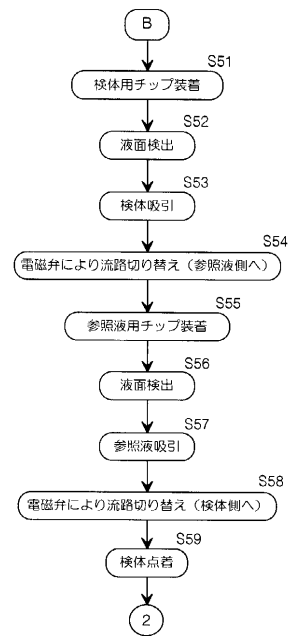 B
S51
検体用チップ装着
S52
液面検出
S53
検体吸引
S54
電磁弁により流路切り替え（参照液側へ）
S55
参照液用チップ装着
S56
液面検出
S57
参照液吸引
S58
電磁弁により流路切り替え（検体側へ）
S59
検体点着
2